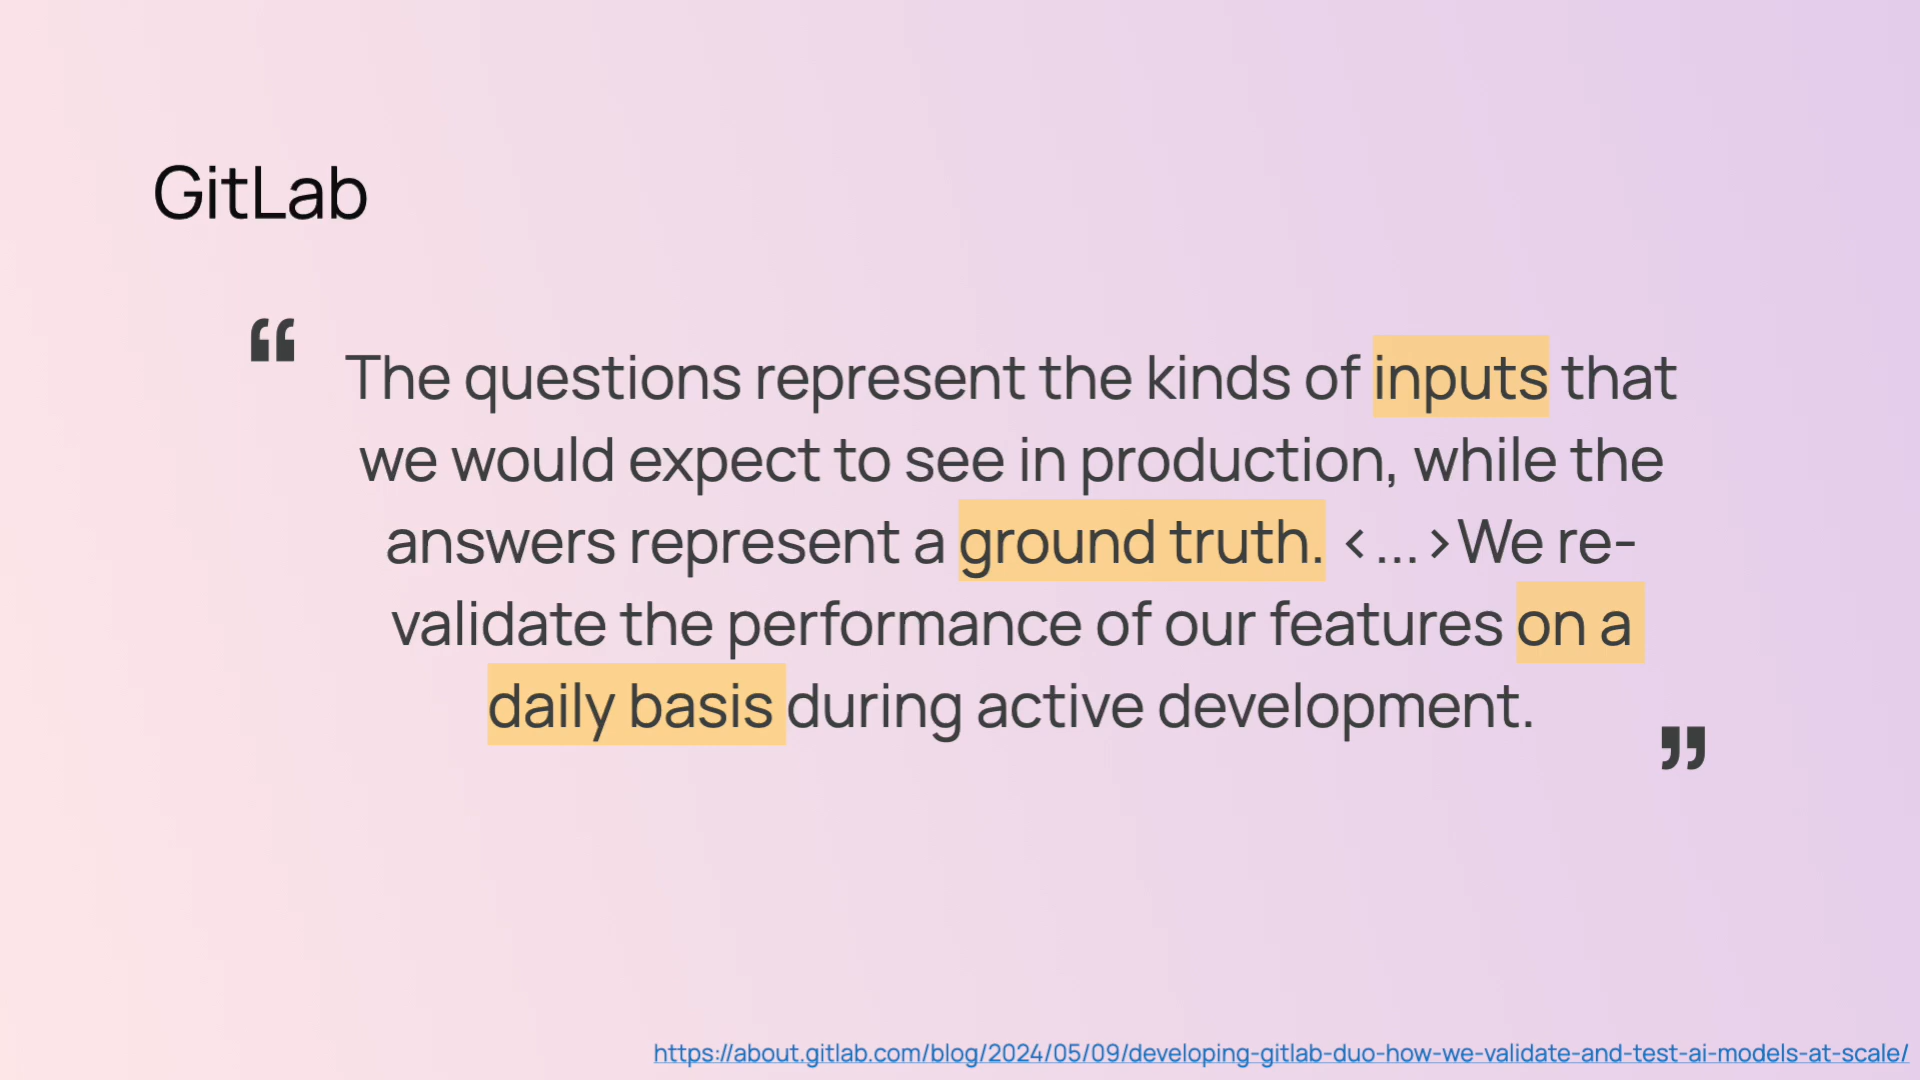 GitLab
“
The questions represent the kinds of inputs that
we would expect to see in production, while the
answers represent a ground truth. <...>We re-
validate the performance of our features on a
daily basis during active development.
”
https://about.gitlab.com/blog/2024/05/09/developing-gitlab-duo-how-we-validate-and-test-ai-models-at-scale/